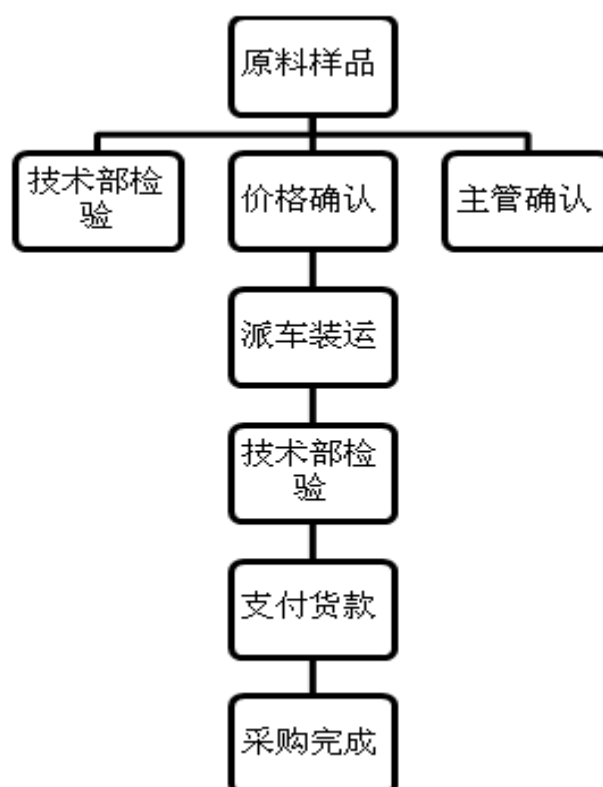 原料样品
技术部检
验
价格确认
主管确认
派车装运
技术部检
验
支付货款
采购完成